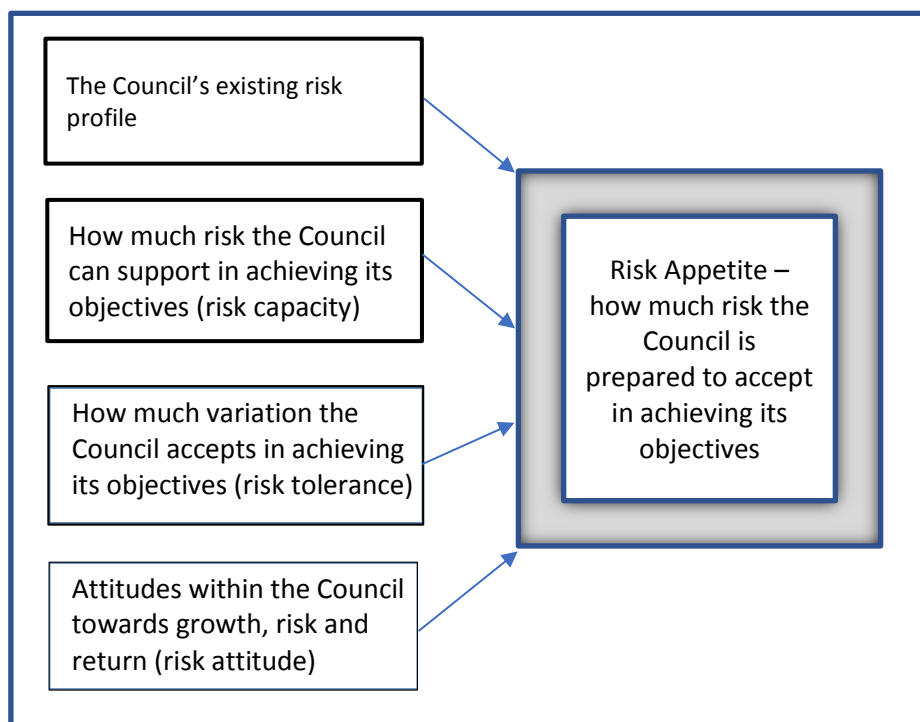 The Council’s existing risk
profile
How much risk the Council
can support in achieving its
objectives (risk capacity)
How much variation the
Council accepts in achieving
its objectives (risk tolerance)
Attitudes within the Council
towards growth, risk and
return (risk attitude)
Risk Appetite –
how much risk the
Council is
prepared to accept
in achieving its
objectives